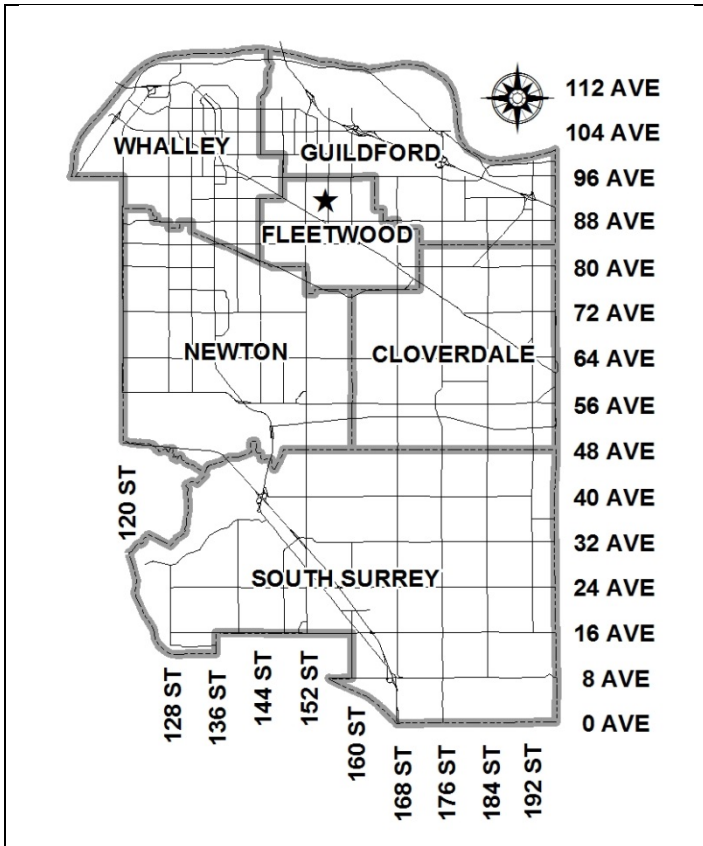 112 AVE
104 AVE
WHALLEY
GUILDFORD
96 AVE
88 AVE
FLEETWOOD
80 AVE
72 AVE
NEWTON
CLOVERDALE
64 AVE
56 AVE
48 AVE
120 ST
40 AVE
32 AVE
SOUTH SURREY
24 AVE
16 AVE
128 ST
136 ST
144 ST
152 ST
160 ST
8 AVE
0 AVE
168 ST
176 ST
184 ST
192 ST